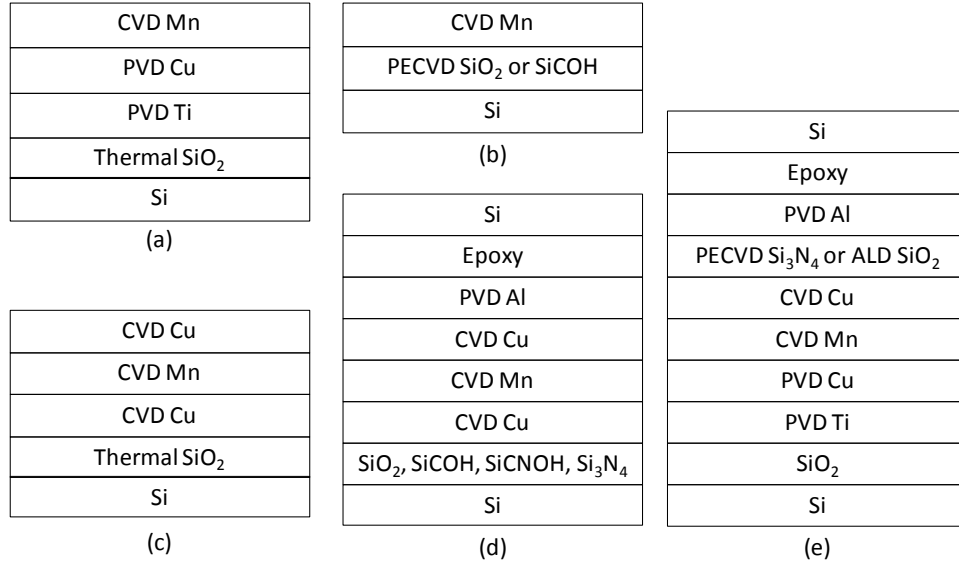 CVD Mn
PVD Cu
PVD Ti
Thermal SiO₂
Si
(a)
CVD Mn
PECVD SiO₂ or SiCOH
Si
(b)
CVD Cu
CVD Mn
CVD Cu
Thermal SiO₂
Si
(c)
Si
Epoxy
PVD Al
CVD Cu
CVD Mn
CVD Cu
SiO₂, SiCOH, SiCNOH, Si₃N₄
Si
(d)
Si
Epoxy
PVD Al
PECVD Si₃N₄ or ALD SiO₂
CVD Cu
CVD Mn
PVD Cu
PVD Ti
SiO₂
Si
(e)